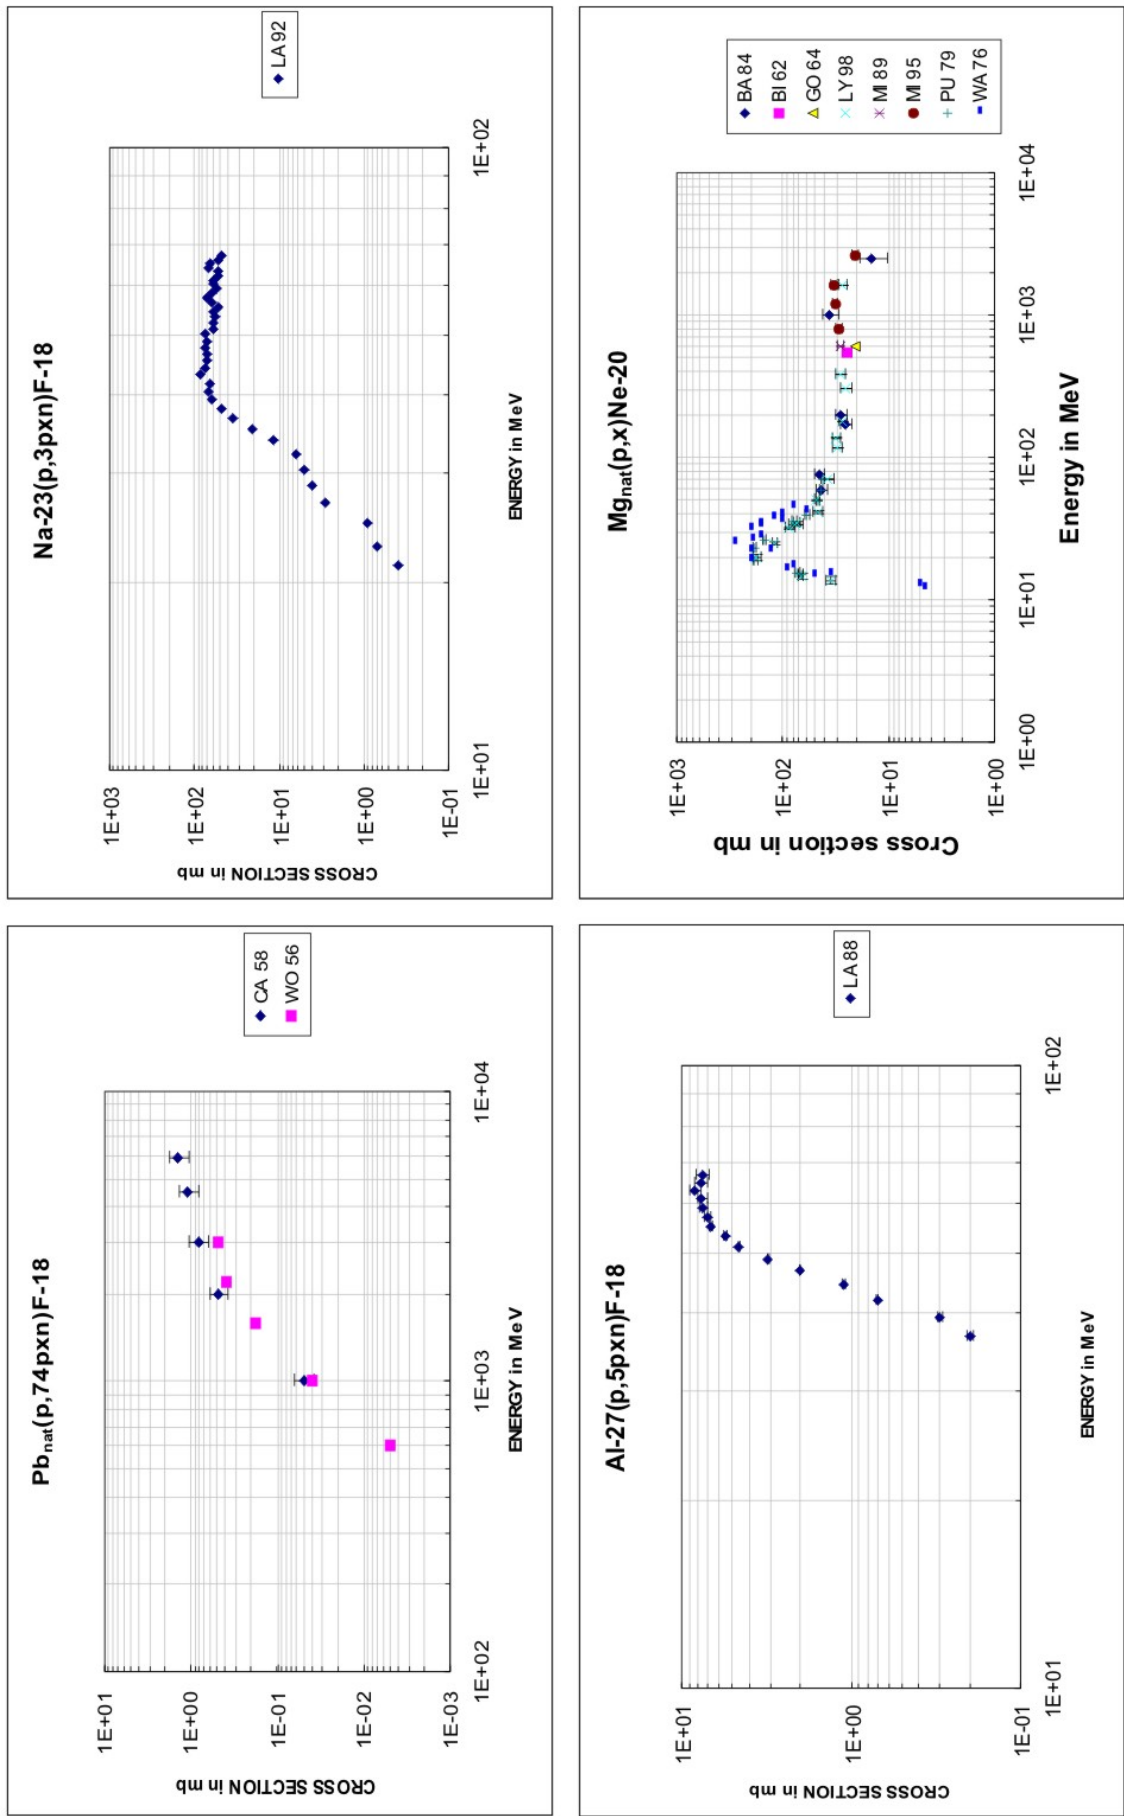 Pbnat(p,74pxn)F-18
1E+01
1E+00
1E-01
1E-02
1E-03
1E+02
1E+03
1E+04
CROSS SECTION in mb
ENERGY in MeV
CA 58
WO 56
Na-23(p,3pxn)F-18
1E+03
1E+02
1E+01
1E+00
1E-01
1E+01
1E+02
CROSS SECTION in mb
ENERGY in MeV
LA 92
Al-27(p,5pxn)F-18
1E+01
1E+00
1E-01
1E+01
1E+02
CROSS SECTION in mb
ENERGY in MeV
LA 88
Mgnat(p,x)Ne-20
1E+03
1E+02
1E+01
1E+00
1E+00
1E+01
1E+02
1E+03
1E+04
Cross section in mb
Energy in MeV
BA 84
BI 62
GO 64
LY 98
MI 89
MI 95
PU 79
WA 76